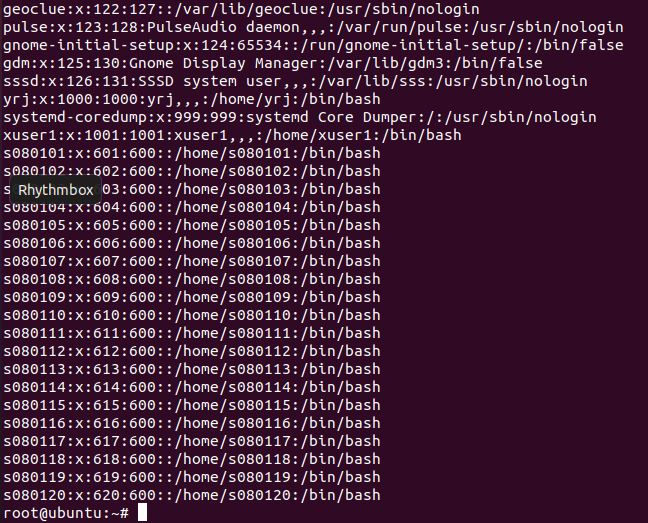 geoclue:x:122:127::/var/lib/geoclue:/usr/sbin/nologin
pulse:x:123:128:PulseAudio daemon,,,:/var/run/pulse:/usr/sbin/nologin
gnome-initial-setup:x:124:65534::/run/gnome-initial-setup/:/bin/false
gdm:x:125:130:Gnome Display Manager:/var/lib/gdm3:/bin/false
sssd:x:126:131:SSSD system user,,,:/var/lib/sss:/usr/sbin/nologin
yrj:x:1000:1000:yrj,,,:/home/yrj:/bin/bash
systemd-coredump:x:999:999:systemd Core Dumper:/:/usr/sbin/nologin
xuser1:x:1001:1001:xuser1,,,:/home/xuser1:/bin/bash
s080101:x:601:600::/home/s080101:/bin/bash
s080102:x:602:600::/home/s080102:/bin/bash
Rhythmbox
03:600::/home/s080103:/bin/bash
s080104:x:604:600::/home/s080104:/bin/bash
s080105:x:605:600::/home/s080105:/bin/bash
s080106:x:606:600::/home/s080106:/bin/bash
s080107:x:607:600::/home/s080107:/bin/bash
s080108:x:608:600::/home/s080108:/bin/bash
s080109:x:609:600::/home/s080109:/bin/bash
s080110:x:610:600::/home/s080110:/bin/bash
s080111:x:611:600::/home/s080111:/bin/bash
s080112:x:612:600::/home/s080112:/bin/bash
s080113:x:613:600::/home/s080113:/bin/bash
s080114:x:614:600::/home/s080114:/bin/bash
s080115:x:615:600::/home/s080115:/bin/bash
s080116:x:616:600::/home/s080116:/bin/bash
s080117:x:617:600::/home/s080117:/bin/bash
s080118:x:618:600::/home/s080118:/bin/bash
s080119:x:619:600::/home/s080119:/bin/bash
s080120:x:620:600::/home/s080120:/bin/bash
root@ubuntu:~#